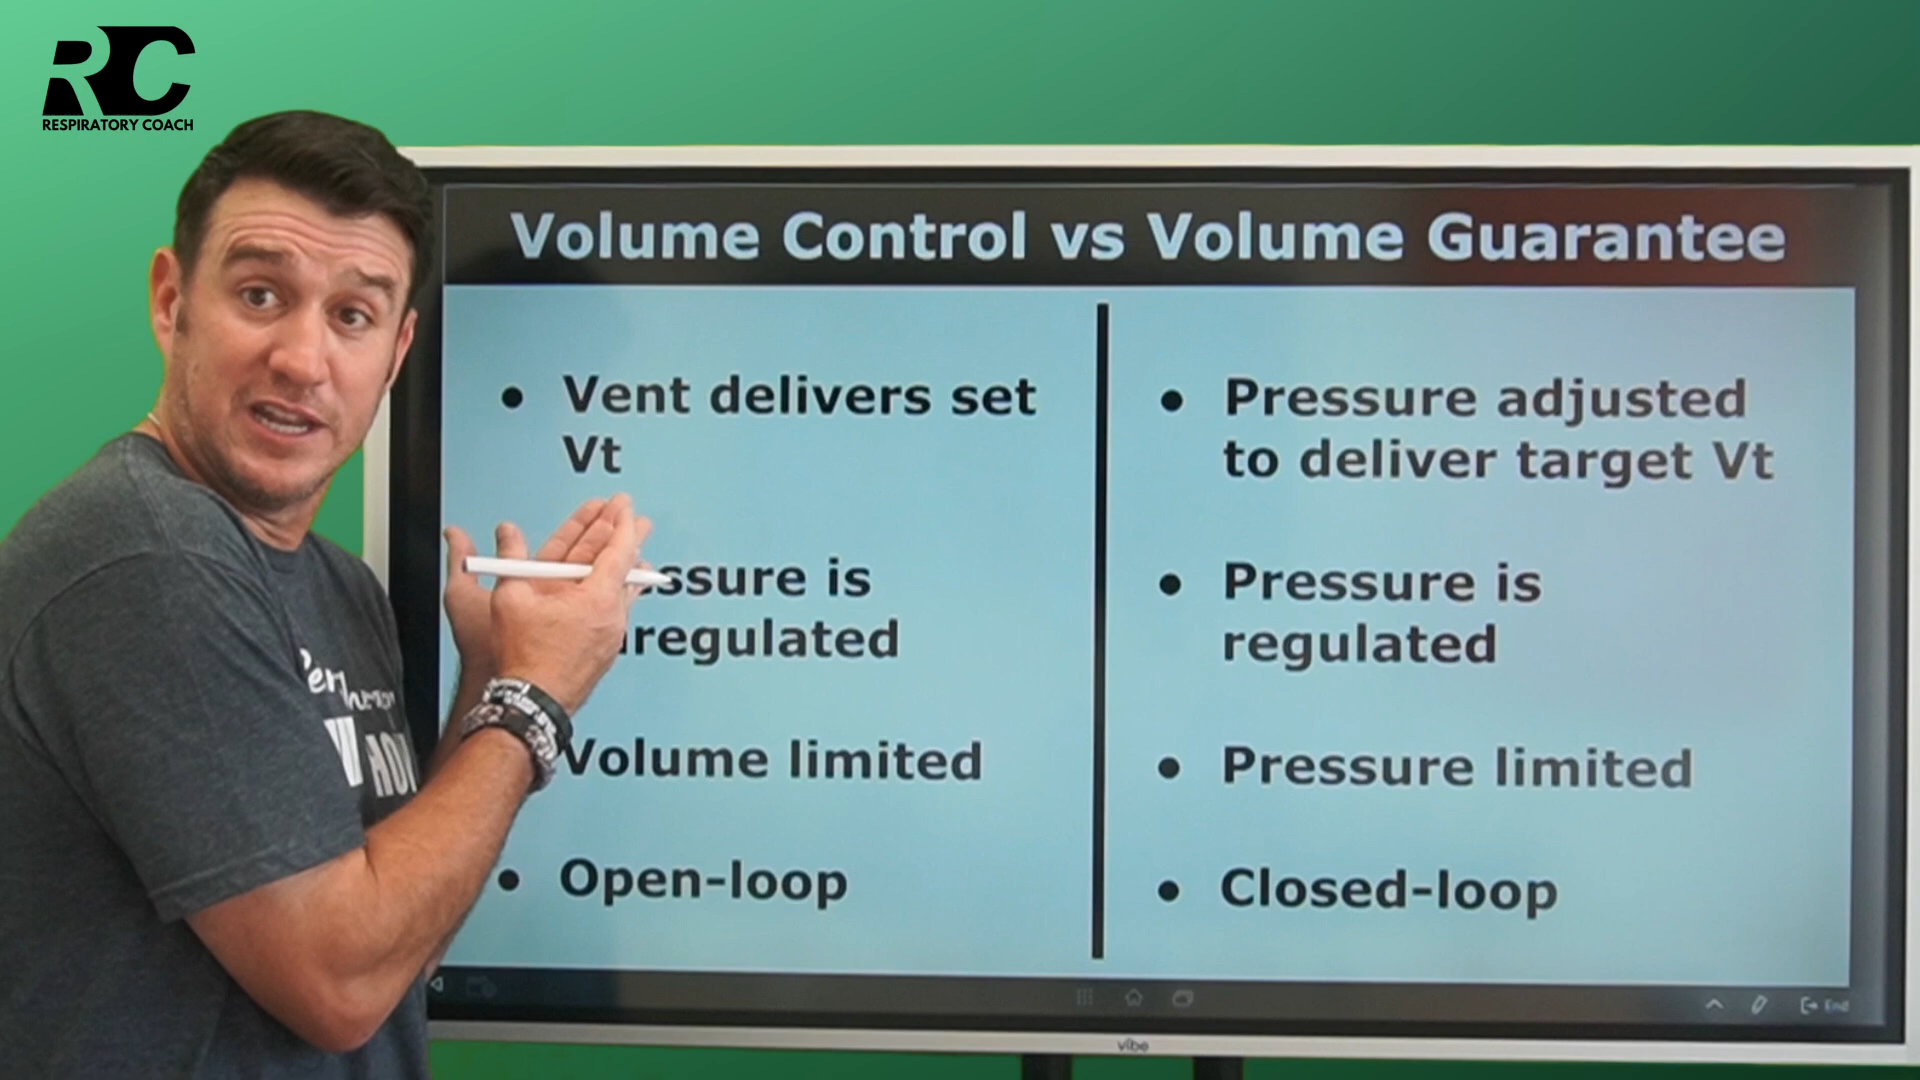 RC
RESPIRATORY COACH
Volume Control vs Volume Guarantee
• Vent delivers set
Vt
ssure is
regulated
Volume limited
• Open-loop
• Pressure adjusted
to deliver target Vt
• Pressure is
regulated
• Pressure limited
• Closed-loop
End
vibe